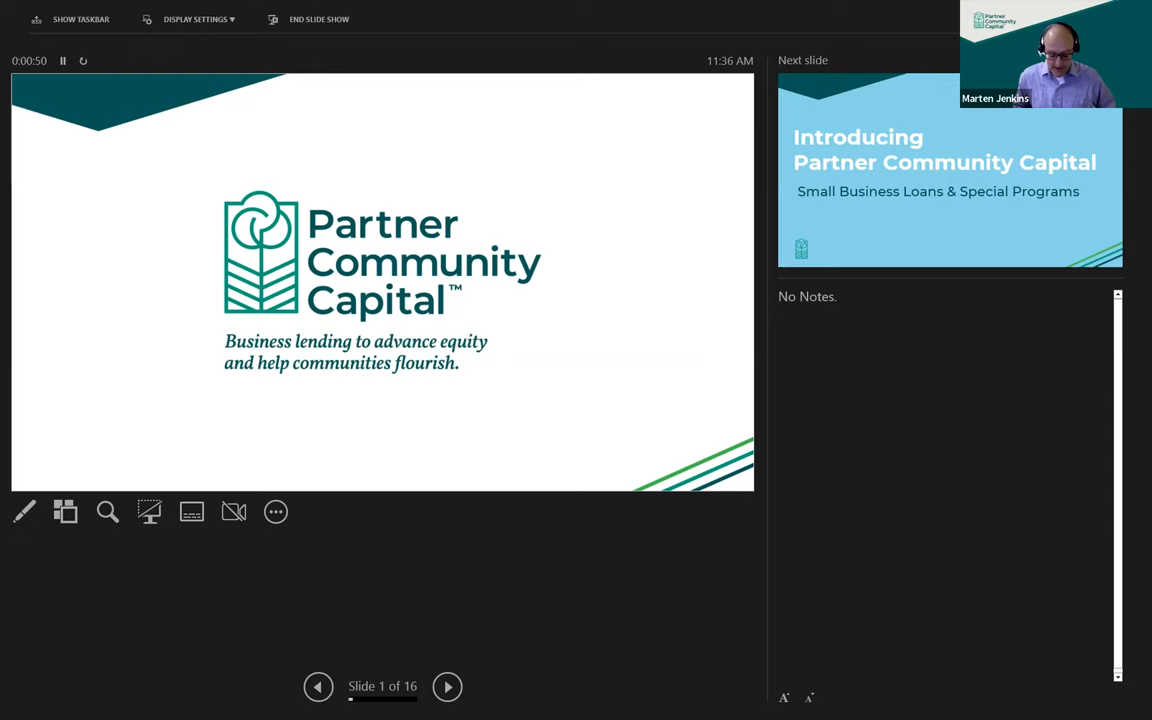 SHOW TASKBAR
DISPLAY SETTINGS ▼
END SLIDE SHOW
Partner
Community
Capital
Marten Jenkins
0:00:50
11:36 AM
Next slide
Partner
Community
Capital™
Business lending to advance equity
and help communities flourish.
Introducing
Partner Community Capital
Small Business Loans & Special Programs
No Notes.
Slide 1 of 16
A A